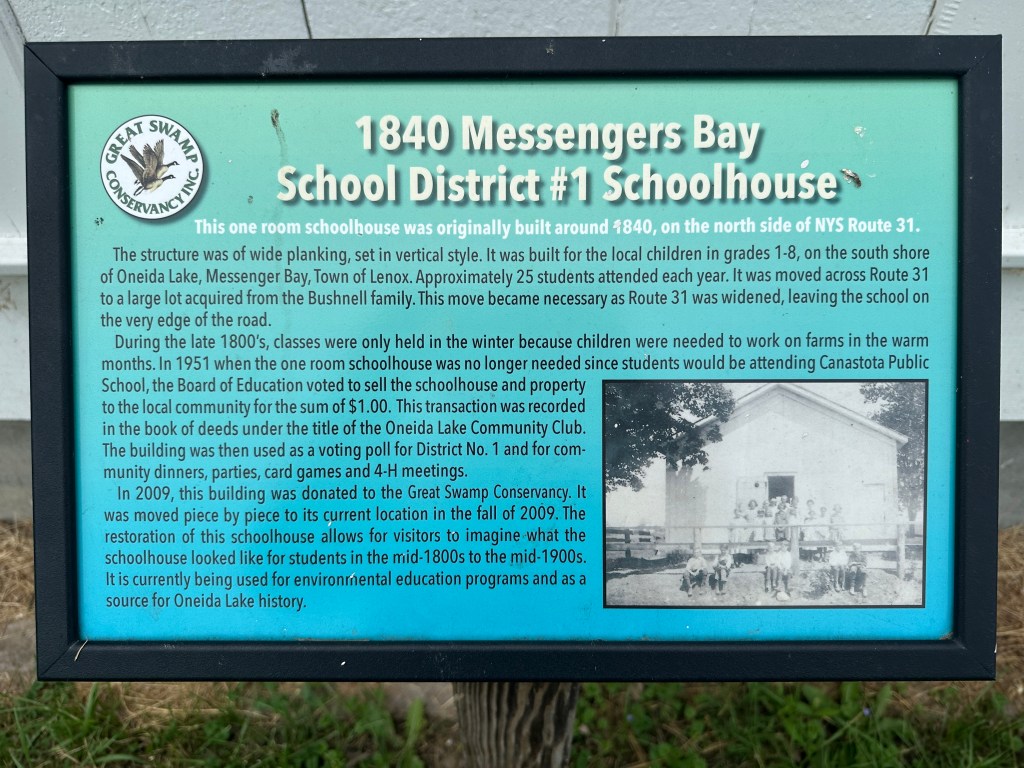 GREAT SWAMP
CONSERVANCY INC.
1840 Messengers Bay
School District #1 Schoolhouse
This one room schoolhouse was originally built around 1840, on the north side of NYS Route 31.
The structure was of wide planking, set in vertical style. It was built for the local children in grades 1-8, on the south shore
of Oneida Lake, Messenger Bay, Town of Lenox. Approximately 25 students attended each year. It was moved across Route 31
to a large lot acquired from the Bushnell family. This move became necessary as Route 31 was widened, leaving the school on
the very edge of the road.
During the late 1800's, classes were only held in the winter because children were needed to work on farms in the warm
months. In 1951 when the one room schoolhouse was no longer needed since students would be attending Canastota Public
School, the Board of Education voted to sell the schoolhouse and property
to the local community for the sum of $1.00. This transaction was recorded
in the book of deeds under the title of the Oneida Lake Community Club.
The building was then used as a voting poll for District No. 1 and for com-
munity dinners, parties, card games and 4-H meetings.
In 2009, this building was donated to the Great Swamp Conservancy. It
was moved piece by piece to its current location in the fall of 2009. The
restoration of this schoolhouse allows for visitors to imagine what the
schoolhouse looked like for students in the mid-1800s to the mid-1900s.
It is currently being used for environmental education programs and as a
source for Oneida Lake history.